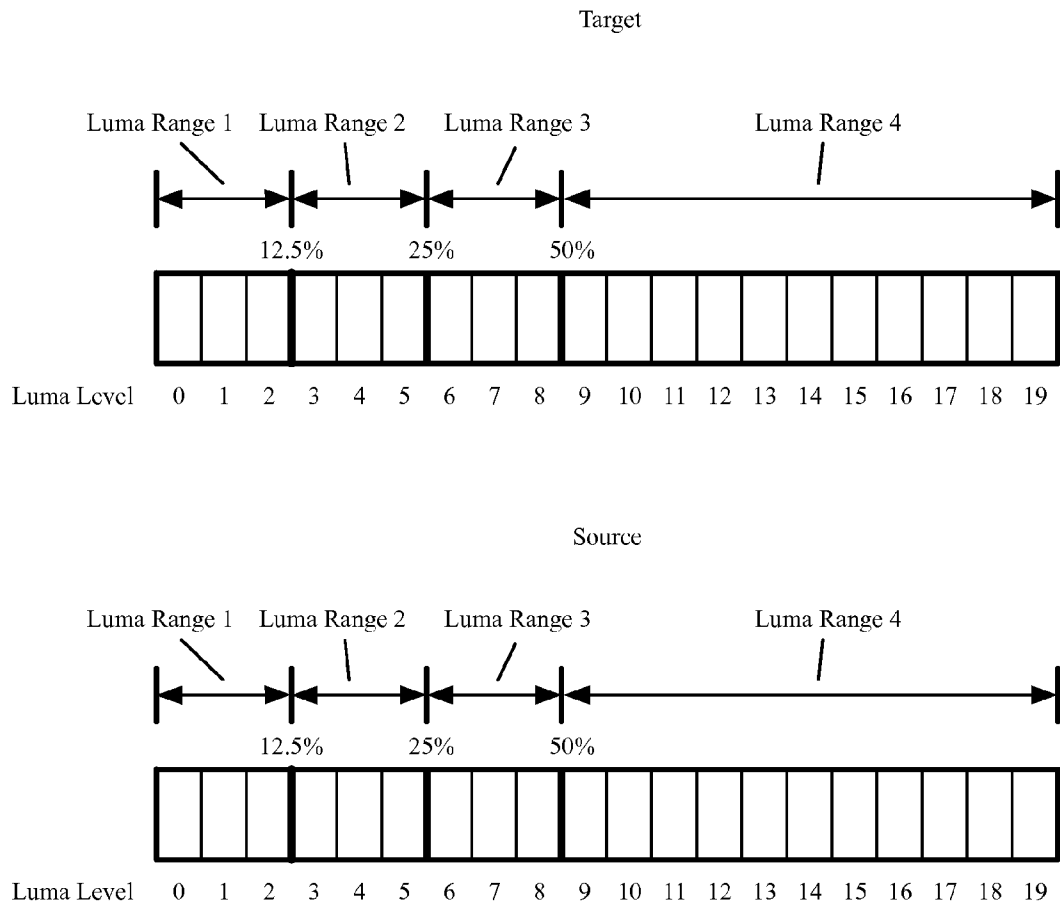 Target
Luma Range 1 Luma Range 2 Luma Range 3 Luma Range 4
12.5% 25% 50%
Luma Level 0 1 2 3 4 5 6 7 8 9 10 11 12 13 14 15 16 17 18 19
Source
Luma Range 1 Luma Range 2 Luma Range 3 Luma Range 4
12.5% 25% 50%
Luma Level 0 1 2 3 4 5 6 7 8 9 10 11 12 13 14 15 16 17 18 19